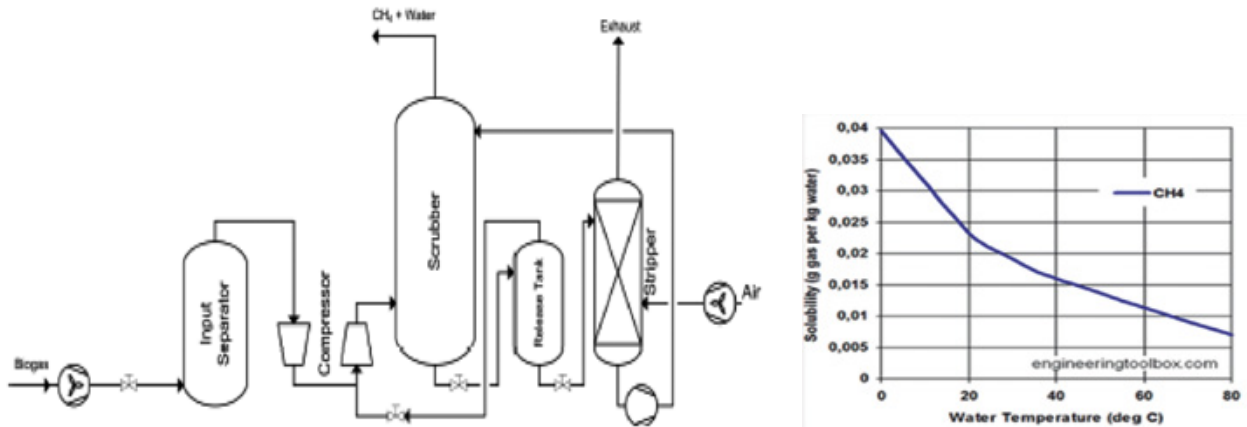 CH₄ + Water
Exhaust
Scrubber
Stripper
Release Tank
Input
Separator
Compressor
Air
Biogas
0,04
0,035
0,03
0,025
0,02
0,015
0,01
0,005
0
Solubility (g gas per kg water)
CH4
engineeringtoolbox.com
0
20
40
60
80
Water Temperature (deg C)